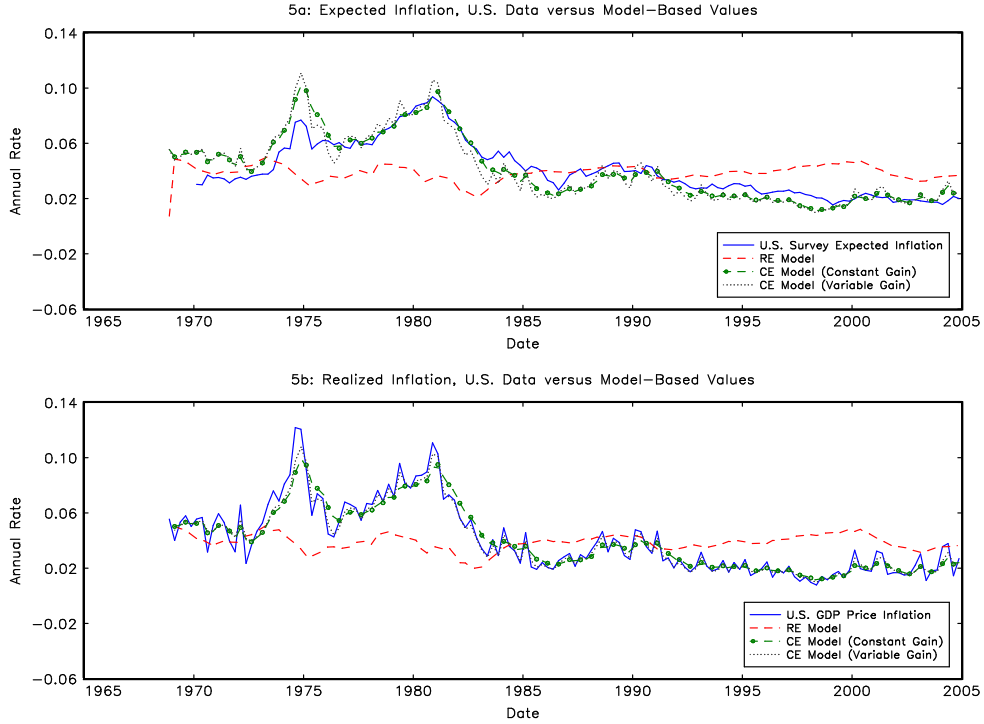 5a: Expected Inflation, U.S. Data versus Model−Based Values
0.14
0.10
0.06
0.02
−0.02
−0.06
Annual Rate
1965 1970 1975 1980 1985 1990 1995 2000 2005
Date
U.S. Survey Expected Inflation
RE Model
CE Model (Constant Gain)
CE Model (Variable Gain)
5b: Realized Inflation, U.S. Data versus Model−Based Values
0.14
0.10
0.06
0.02
−0.02
−0.06
Annual Rate
1965 1970 1975 1980 1985 1990 1995 2000 2005
Date
U.S. GDP Price Inflation
RE Model
CE Model (Constant Gain)
CE Model (Variable Gain)